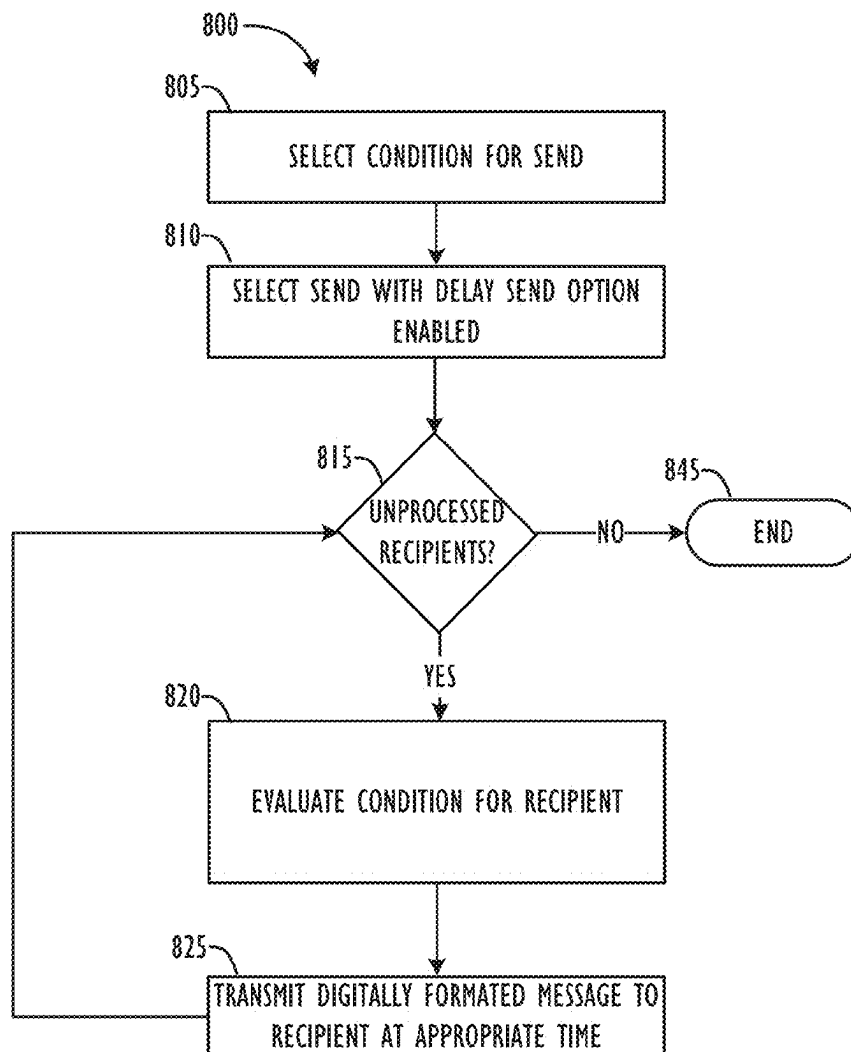 800
805
SELECT CONDITION FOR SEND
810
SELECT SEND WITH DELAY SEND OPTION
ENABLED
815
UNPROCESSED
RECIPIENTS?
NO
845
END
YES
820
EVALUATE CONDITION FOR RECIPIENT
825
TRANSMIT DIGITALLY FORMATED MESSAGE TO
RECIPIENT AT APPROPRIATE TIME